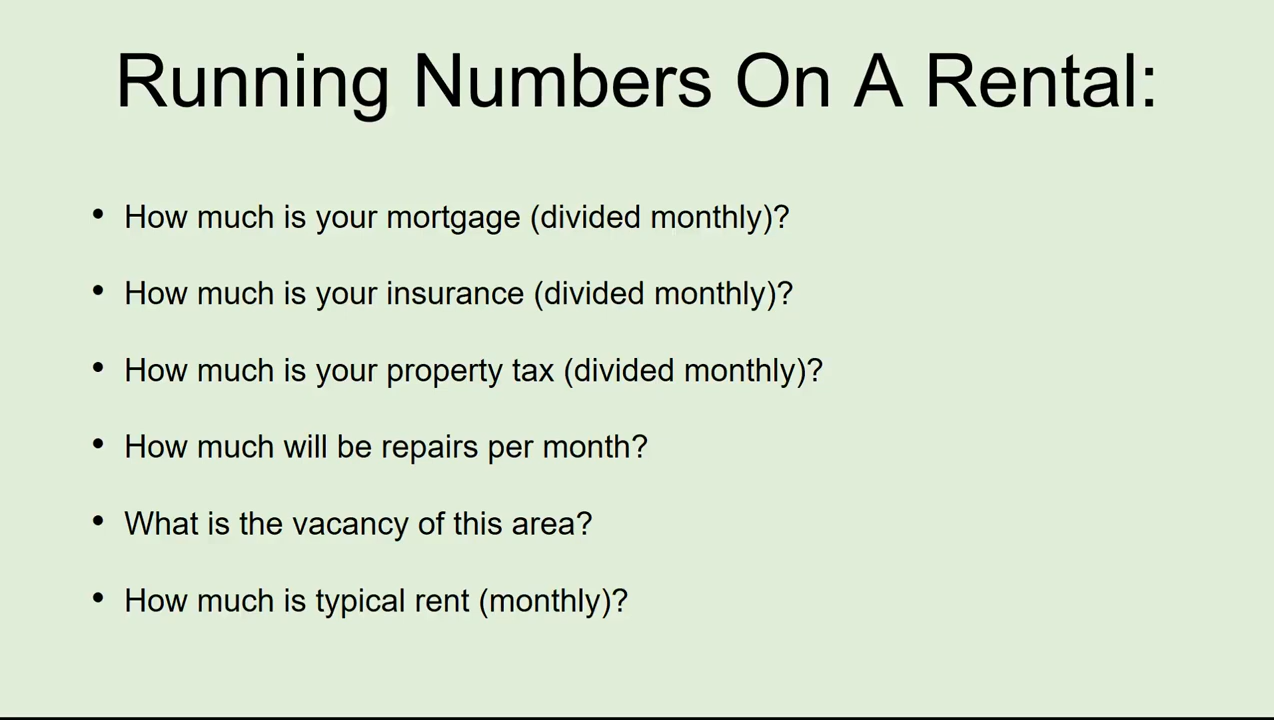 Running Numbers On A Rental:
• How much is your mortgage (divided monthly)?
• How much is your insurance (divided monthly)?
• How much is your property tax (divided monthly)?
• How much will be repairs per month?
• What is the vacancy of this area?
• How much is typical rent (monthly)?